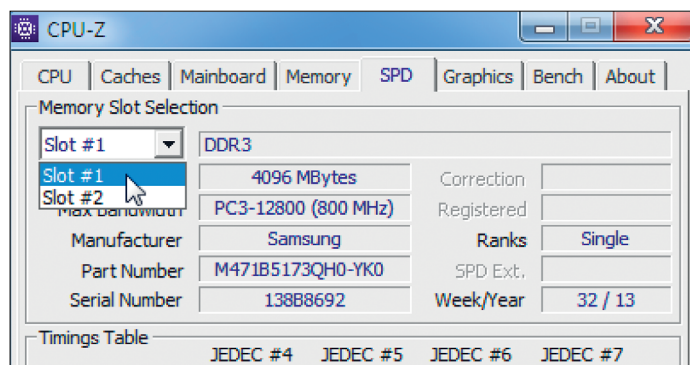 CPU-Z
CPU Caches Mainboard Memory SPD Graphics Bench About
Memory Slot Selection
Slot #1 DDR3
Slot #1 4096 MBytes Correction
Slot #2
Max Bandwidth PC3-12800 (800 MHz) Registered
Manufacturer Samsung Ranks Single
Part Number M471B5173QH0-YK0 SPD Ext.
Serial Number 138B8692 Week/Year 32 / 13
Timings Table
JEDEC #4 JEDEC #5 JEDEC #6 JEDEC #7